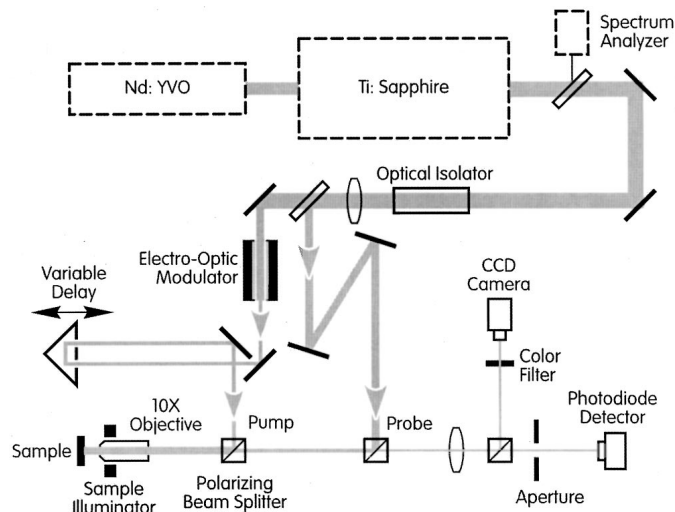 Spectrum
Analyzer
Nd: YVO
Ti: Sapphire
Optical Isolator
Electro-Optic
Modulator
Variable
Delay
CCD
Camera
Color
Filter
Photodiode
Detector
10X
Objective
Pump
Probe
Sample
Sample
Illuminator
Polarizing
Beam Splitter
Aperture